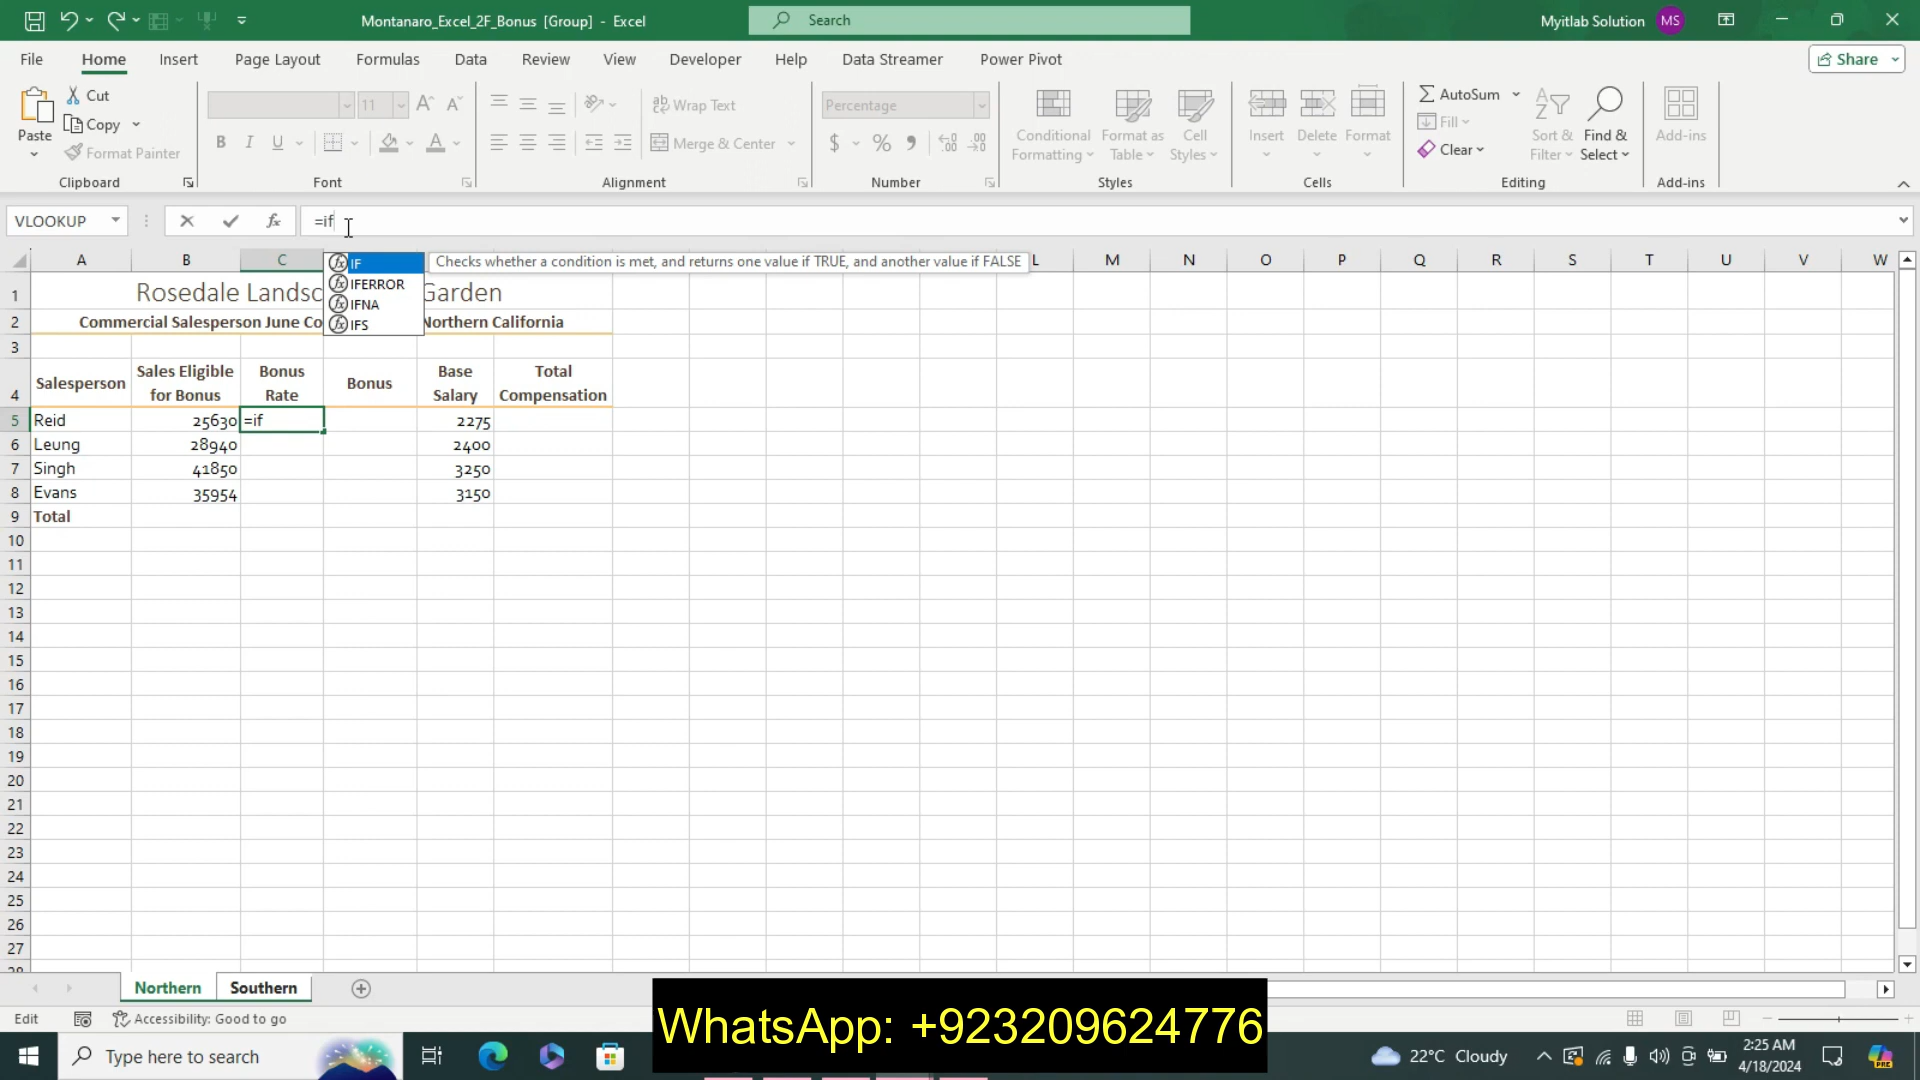 Montanaro_Excel_2F_Bonus [Group] - Excel
Search
Myitlab Solution MS
File Home Insert Page Layout Formulas Data Review View Developer Help Data Streamer Power Pivot Share
Paste Cut
Copy
Format Painter
Clipboard
11 A A
B I U A
Font
ab Wrap Text
Merge & Center
Alignment
Percentage
$ % 9
Number
Conditional Formatting
Format as Table
Cell Styles
Styles
Insert Delete Format
Cells
AutoSum
Fill
Clear
Sort & Filter
Find & Select
Editing
Add-ins
Add-ins
VLOOKUP fx =if
A B C L M N O P Q R S T U V W
IF Checks whether a condition is met, and returns one value if TRUE, and another value if FALSE
IFERROR
IFNA
IFS
1 Rosedale Landsc Garden
2 Commercial Salesperson June Co Northern California
3
4 Salesperson Sales Eligible for Bonus Bonus Rate Bonus Base Salary Total Compensation
5 Reid 25630 =if 2275
6 Leung 28940 2400
7 Singh 41850 3250
8 Evans 35954 3150
9 Total
10
11
12
13
14
15
16
17
18
19
20
21
22
23
24
25
26
27
28
Northern Southern
Edit Accessibility: Good to go
WhatsApp: +923209624776
Type here to search
22°C Cloudy
2:25 AM
4/18/2024
PRE